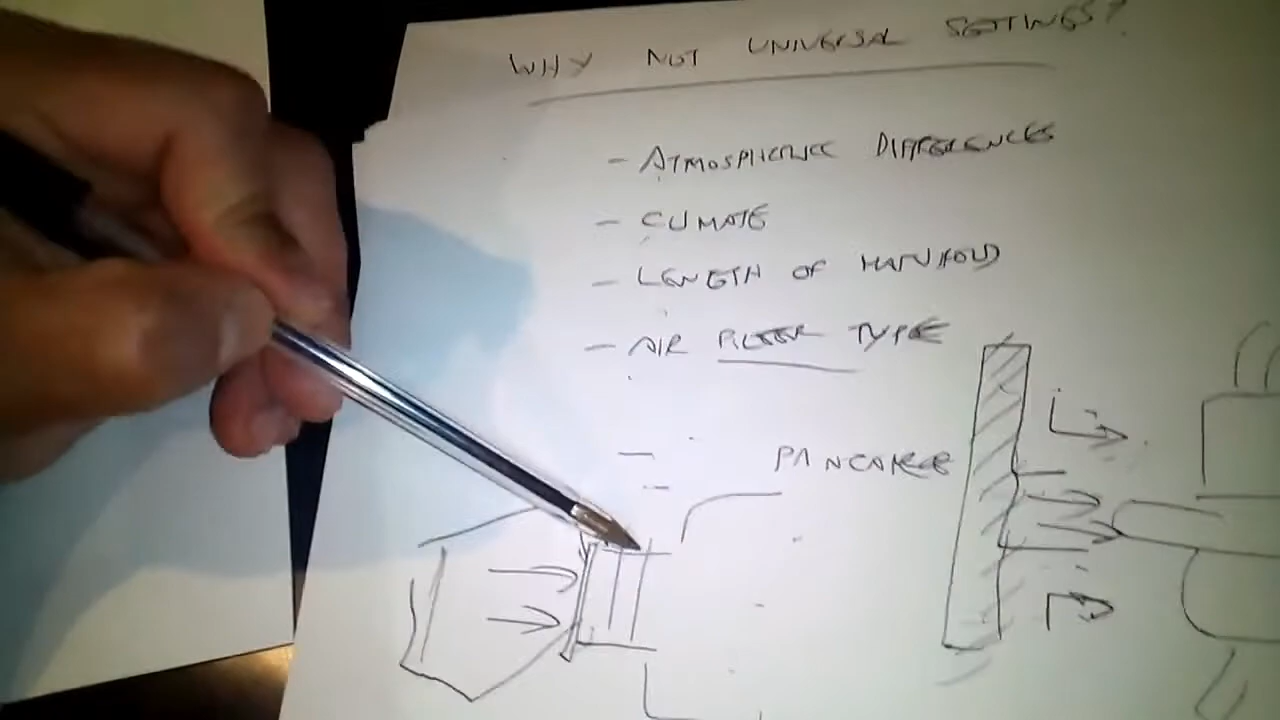 WHY NOT UNIVERSAL SETTINGS?
- ATMOSPHERIC DIFFERENCES
- CLIMATE
- LENGTH OF MANIFOLD
- AIR FILTER TYPE
PANCAKE